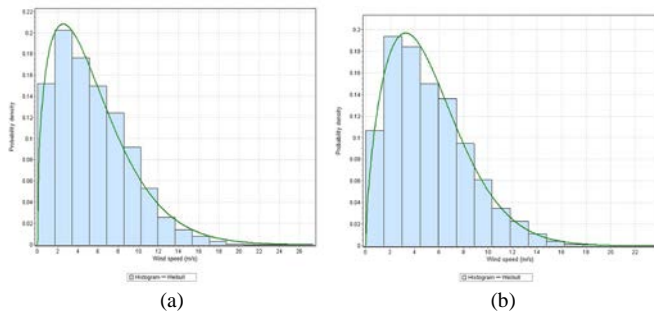 0.22
0.2
0.18
0.16
0.14
0.12
0.1
0.08
0.06
0.04
0.02
0
Probability density
0 2 4 6 8 10 12 14 16 18 20 22 24 26
Wind speed (m/s)
Histogram Weibull
(a)
0.2
0.18
0.16
0.14
0.12
0.1
0.08
0.06
0.04
0.02
0
Probability density
0 2 4 6 8 10 12 14 16 18 20 22
Wind speed (m/s)
Histogram Weibull
(b)